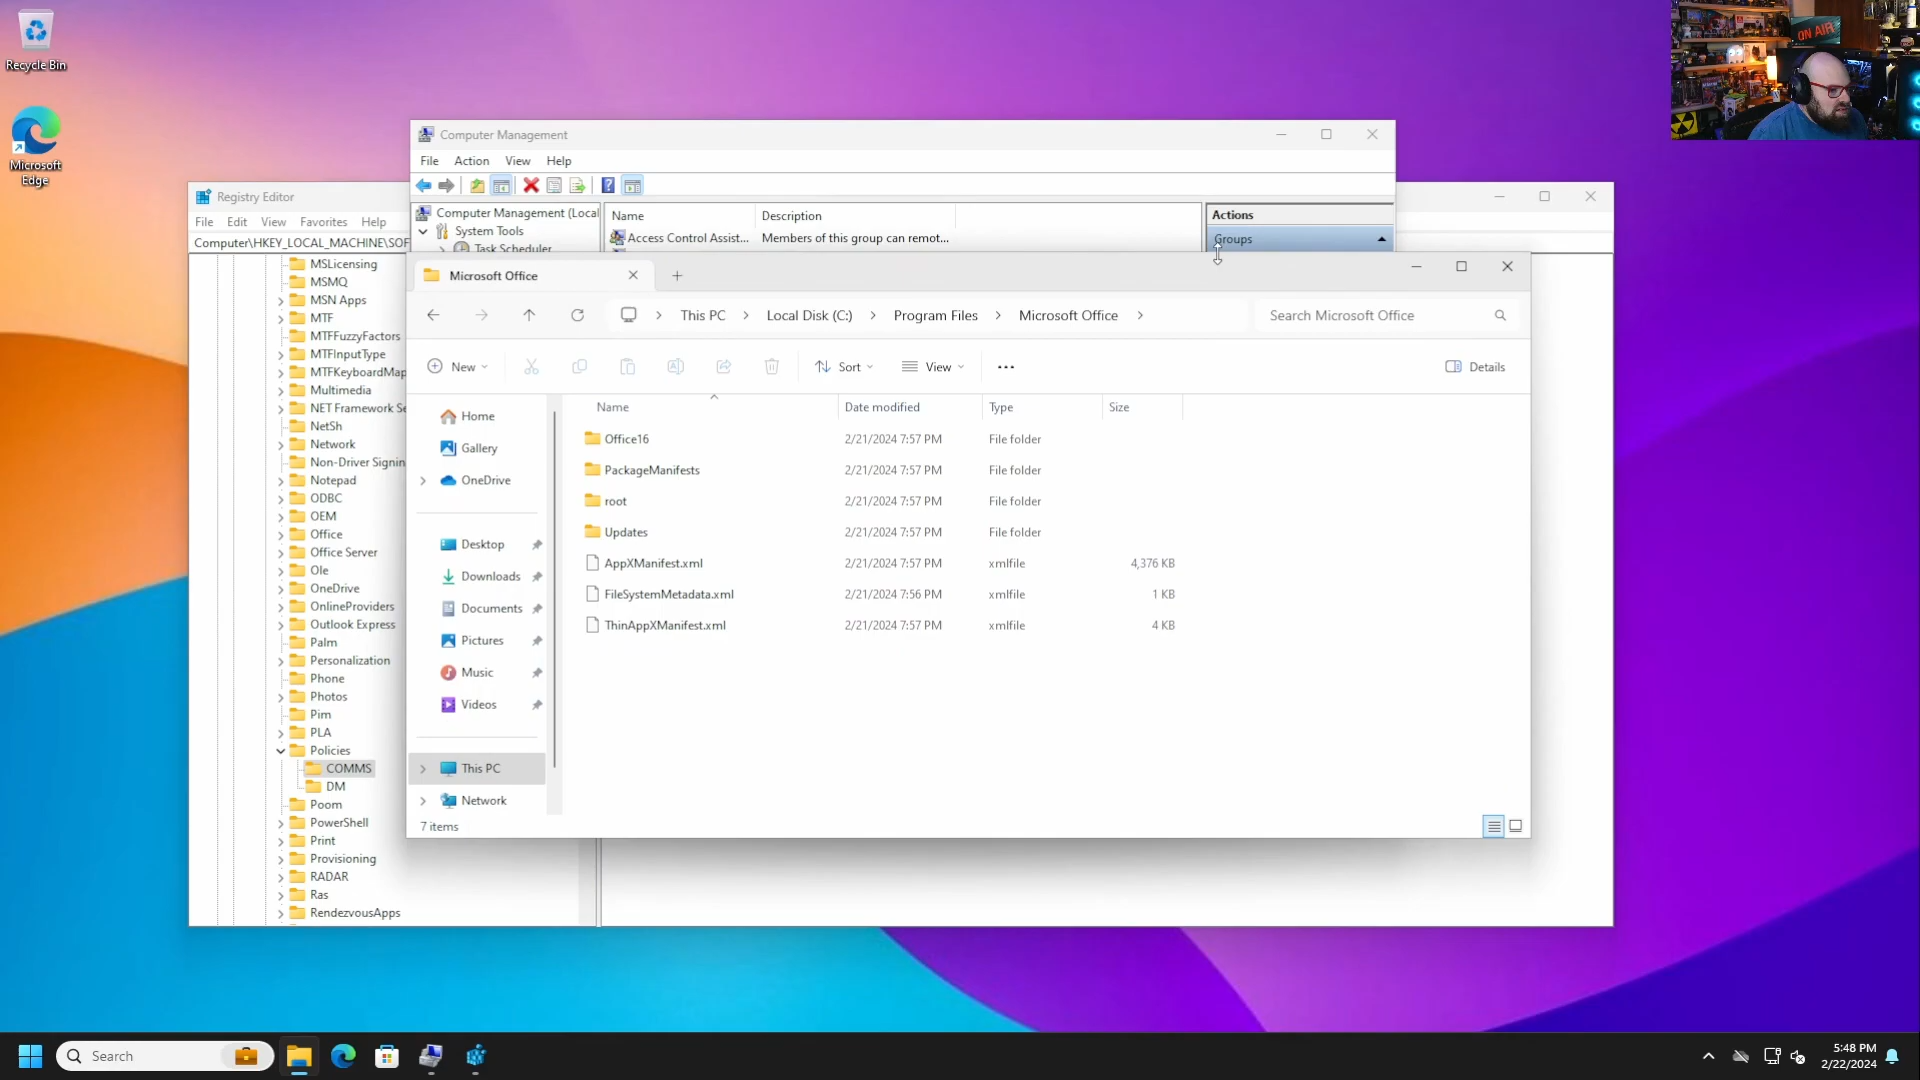 Recycle Bin
Microsoft
Edge
ON AIR
Computer Management
File Action View Help
Computer Management (Local
System Tools
Task Scheduler
Name Description
Access Control Assist... Members of this group can remot...
Actions
Groups
Registry Editor
File Edit View Favorites Help
Computer\HKEY_LOCAL_MACHINE\SOF
MSLicensing
MSMQ
MSN Apps
MTF
MTFFuzzyFactors
MTFInputType
MTFKeyboardMap
Multimedia
NET Framework Se
NetSh
Network
Non-Driver Signin
Notepad
ODBC
OEM
Office
Office Server
Ole
OneDrive
OnlineProviders
Outlook Express
Palm
Personalization
Phone
Photos
Pim
PLA
Policies
COMMS
DM
Poom
PowerShell
Print
Provisioning
RADAR
Ras
RendezvousApps
Microsoft Office
This PC Local Disk (C:) Program Files Microsoft Office
Search Microsoft Office
New Sort View Details
Home
Gallery
OneDrive
Desktop
Downloads
Documents
Pictures
Music
Videos
This PC
Network
Name Date modified Type Size
Office16 2/21/2024 7:57 PM File folder
PackageManifests 2/21/2024 7:57 PM File folder
root 2/21/2024 7:57 PM File folder
Updates 2/21/2024 7:57 PM File folder
AppXManifest.xml 2/21/2024 7:57 PM xmlfile 4,376 KB
FileSystemMetadata.xml 2/21/2024 7:56 PM xmlfile 1 KB
ThinAppXManifest.xml 2/21/2024 7:57 PM xmlfile 4 KB
7 items
Search
5:48 PM
2/22/2024